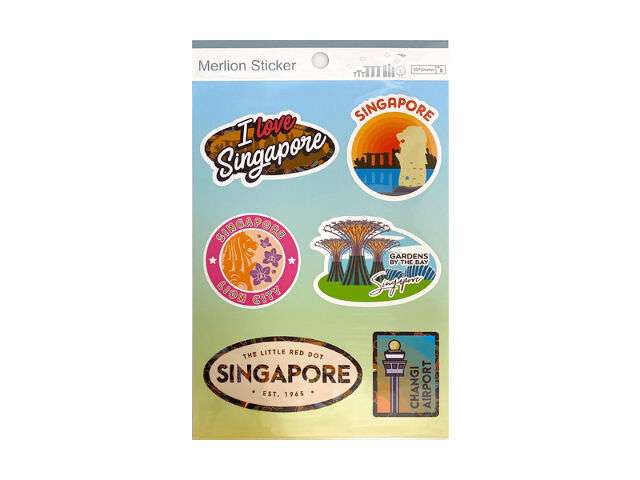 Merlion Sticker
I love
Singapore
SINGAPORE
SINGAPORE
LION CITY
GARDENS
BY THE BAY
Singapore
THE LITTLE RED DOT
SINGAPORE
EST. 1965
CHANGI
AIRPORT